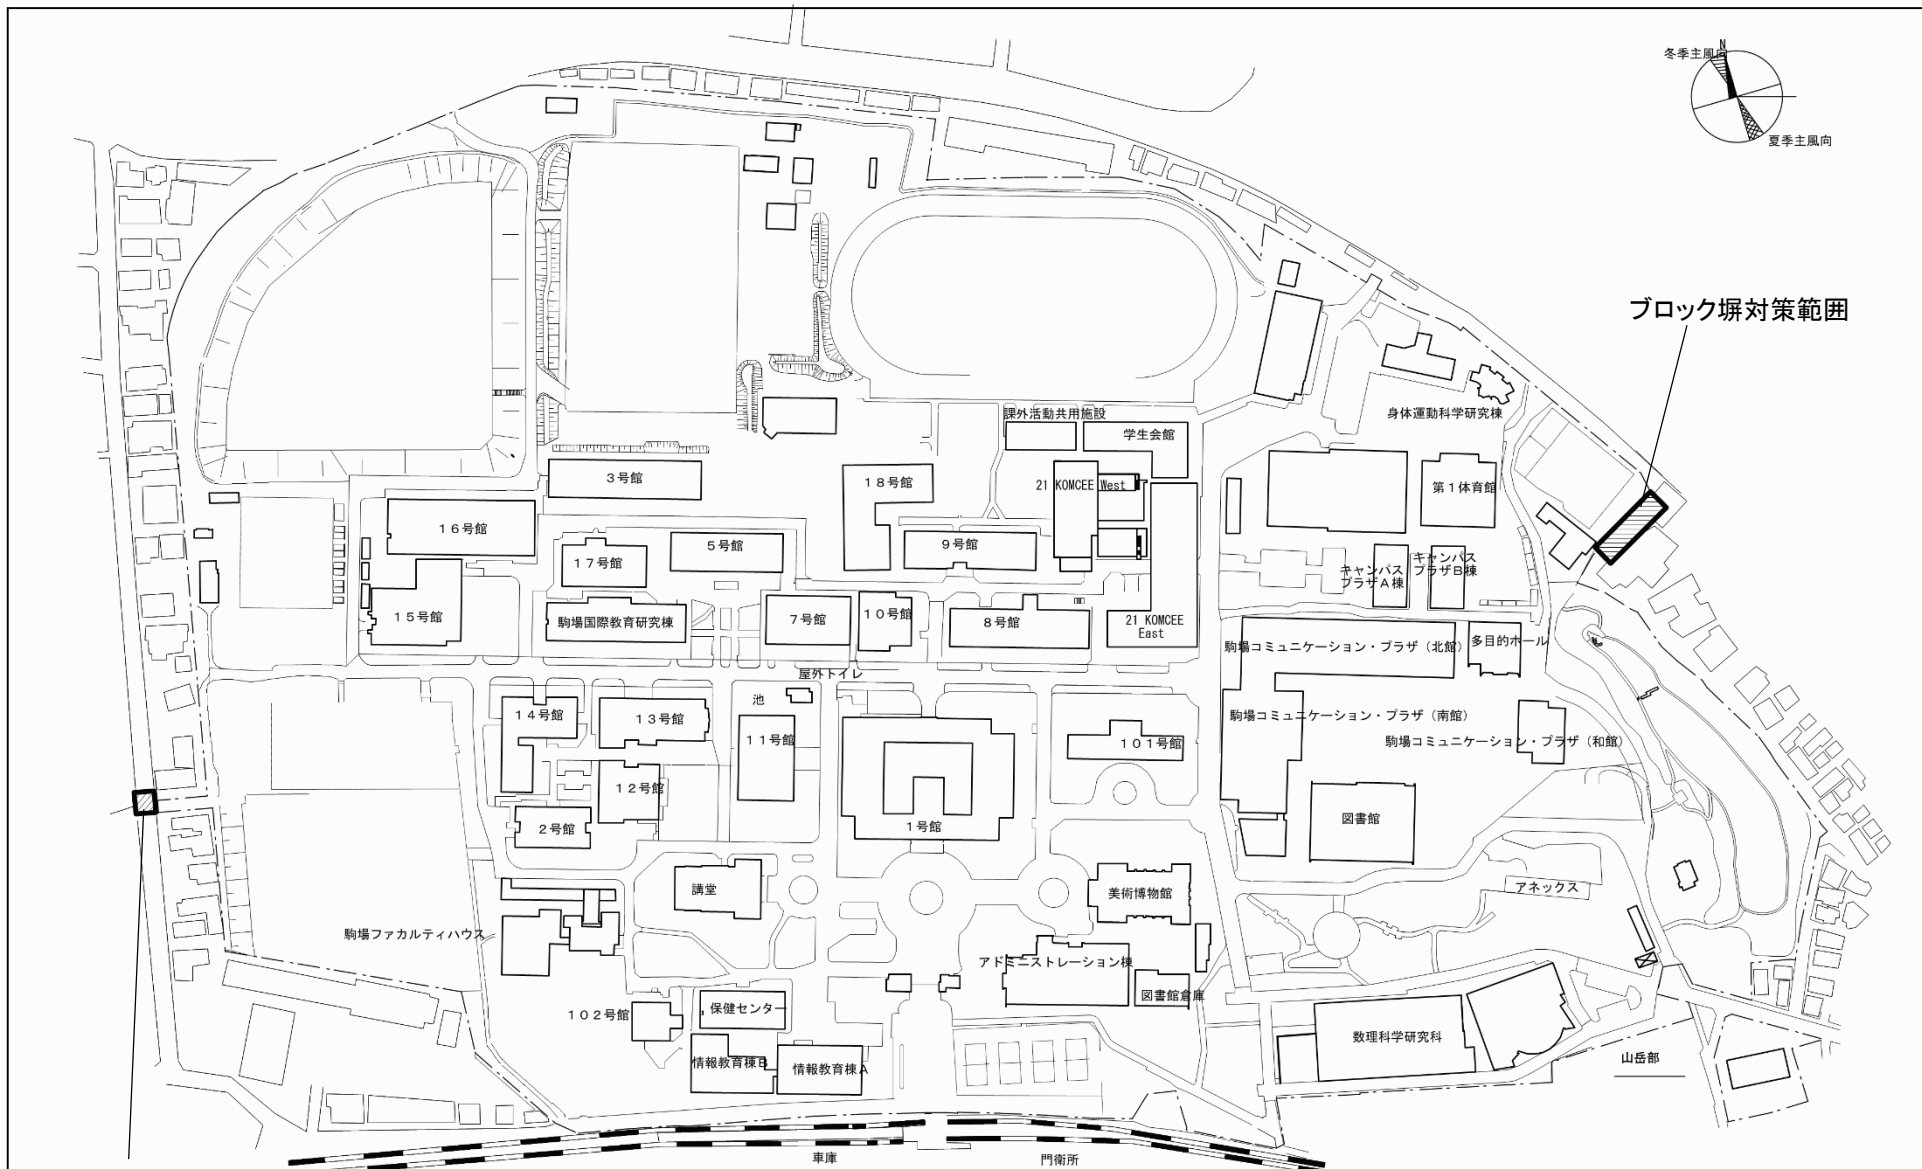 N
冬季主風向
夏季主風向
ブロック塀対策範囲
課外活動共用施設
学生会館
身体運動科学研究棟
3号館
18号館
21 KOMCEE West
第1体育館
16号館
17号館
5号館
9号館
キャンパス
プラザA棟
キャンパス
プラザB棟
15号館
駒場国際教育研究棟
7号館
10号館
8号館
21 KOMCEE
East
駒場コミュニケーション・プラザ(北館)
多目的ホール
屋外トイレ
池
14号館
13号館
11号館
101号館
駒場コミュニケーション・プラザ(南館)
駒場コミュニケーション・プラザ(和館)
12号館
2号館
1号館
図書館
講堂
美術博物館
アネックス
駒場ファカルティハウス
アドミニストレーション棟
図書館倉庫
102号館
保健センター
情報教育棟B
情報教育棟A
数理科学研究科
山岳部
車庫
門衛所